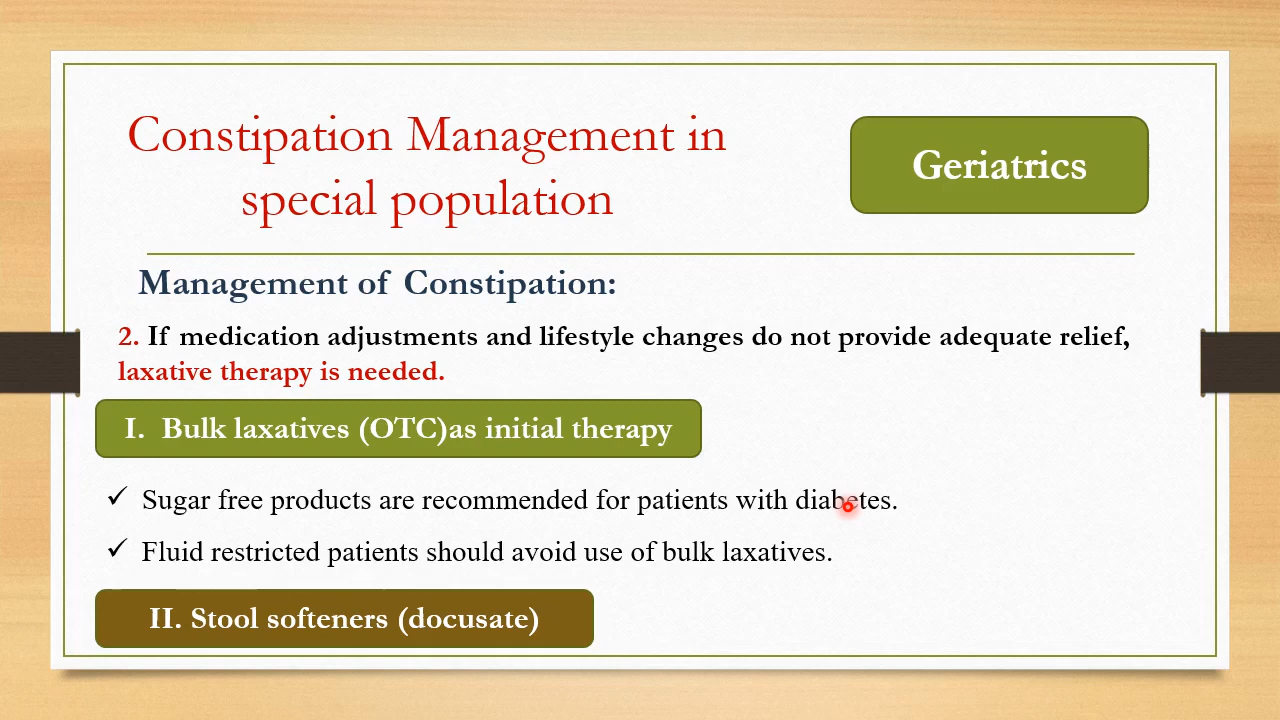 Constipation Management in
special population
Geriatrics
Management of Constipation:
2. If medication adjustments and lifestyle changes do not provide adequate relief,
laxative therapy is needed.
I. Bulk laxatives (OTC)as initial therapy
✓ Sugar free products are recommended for patients with diabetes.
✓ Fluid restricted patients should avoid use of bulk laxatives.
II. Stool softeners (docusate)